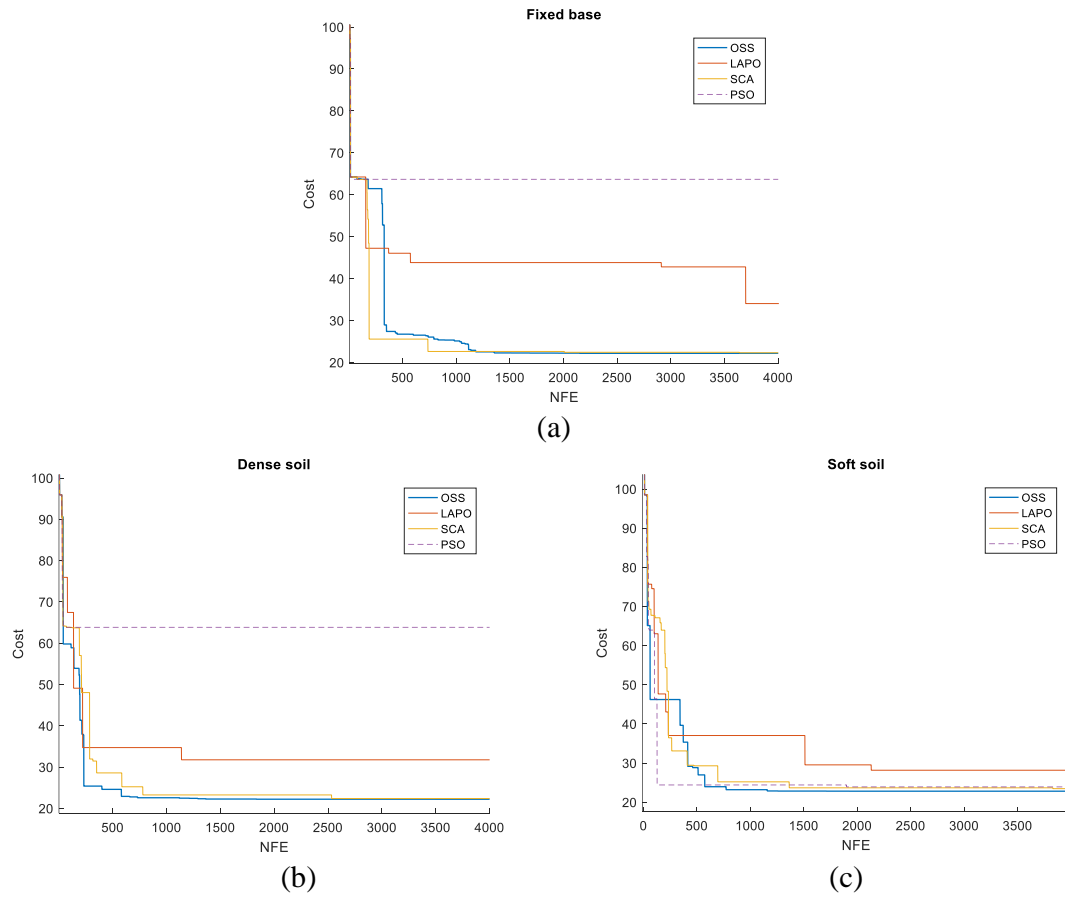 Fixed base
100
90
80
70
60
50
40
30
20
Cost
500 1000 1500 2000 2500 3000 3500 4000
NFE
OSS
LAPO
SCA
PSO
(a)
Dense soil
100
90
80
70
60
50
40
30
20
Cost
500 1000 1500 2000 2500 3000 3500 4000
NFE
OSS
LAPO
SCA
PSO
(b)
Soft soil
100
90
80
70
60
50
40
30
20
Cost
0 500 1000 1500 2000 2500 3000 3500
NFE
OSS
LAPO
SCA
PSO
(c)